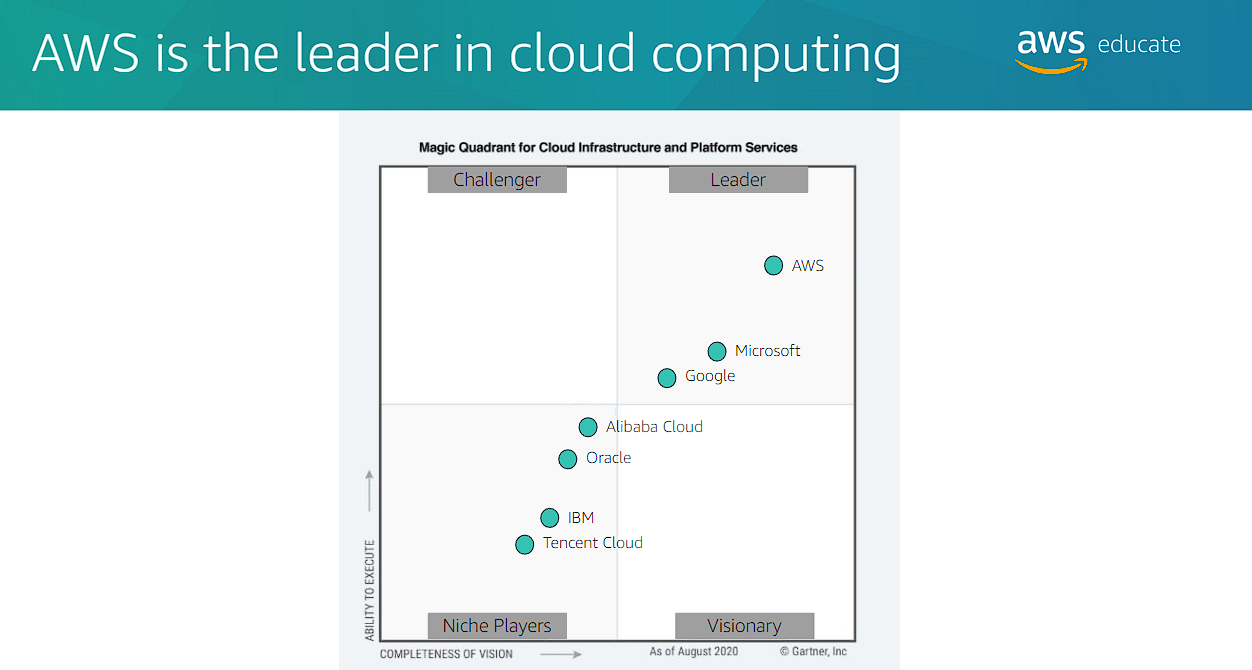 AWS is the leader in cloud computing
aws educate
Magic Quadrant for Cloud Infrastructure and Platform Services
Challenger
Leader
AWS
Microsoft
Google
Alibaba Cloud
Oracle
IBM
Tencent Cloud
Niche Players
Visionary
ABILITY TO EXECUTE
COMPLETENESS OF VISION
As of August 2020
© Gartner, Inc